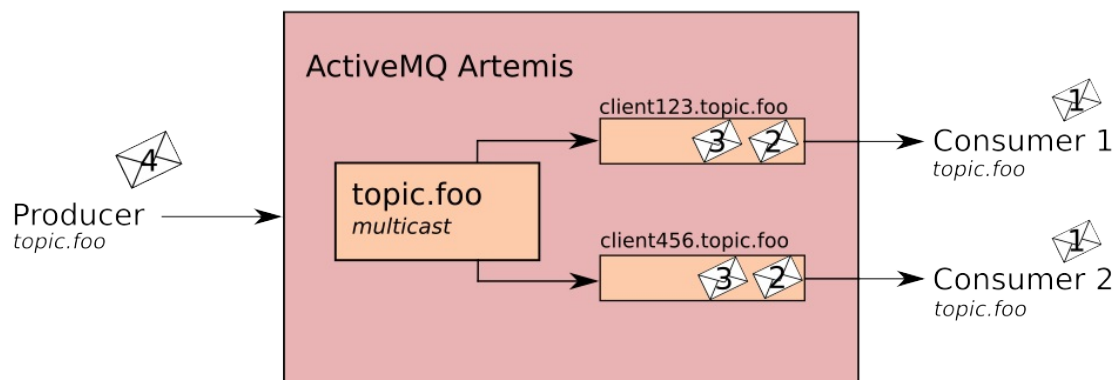 ActiveMQ Artemis
4
Producer
topic.foo
topic.foo
multicast
client123.topic.foo
3 2
client456.topic.foo
3 2
1
Consumer 1
topic.foo
1
Consumer 2
topic.foo